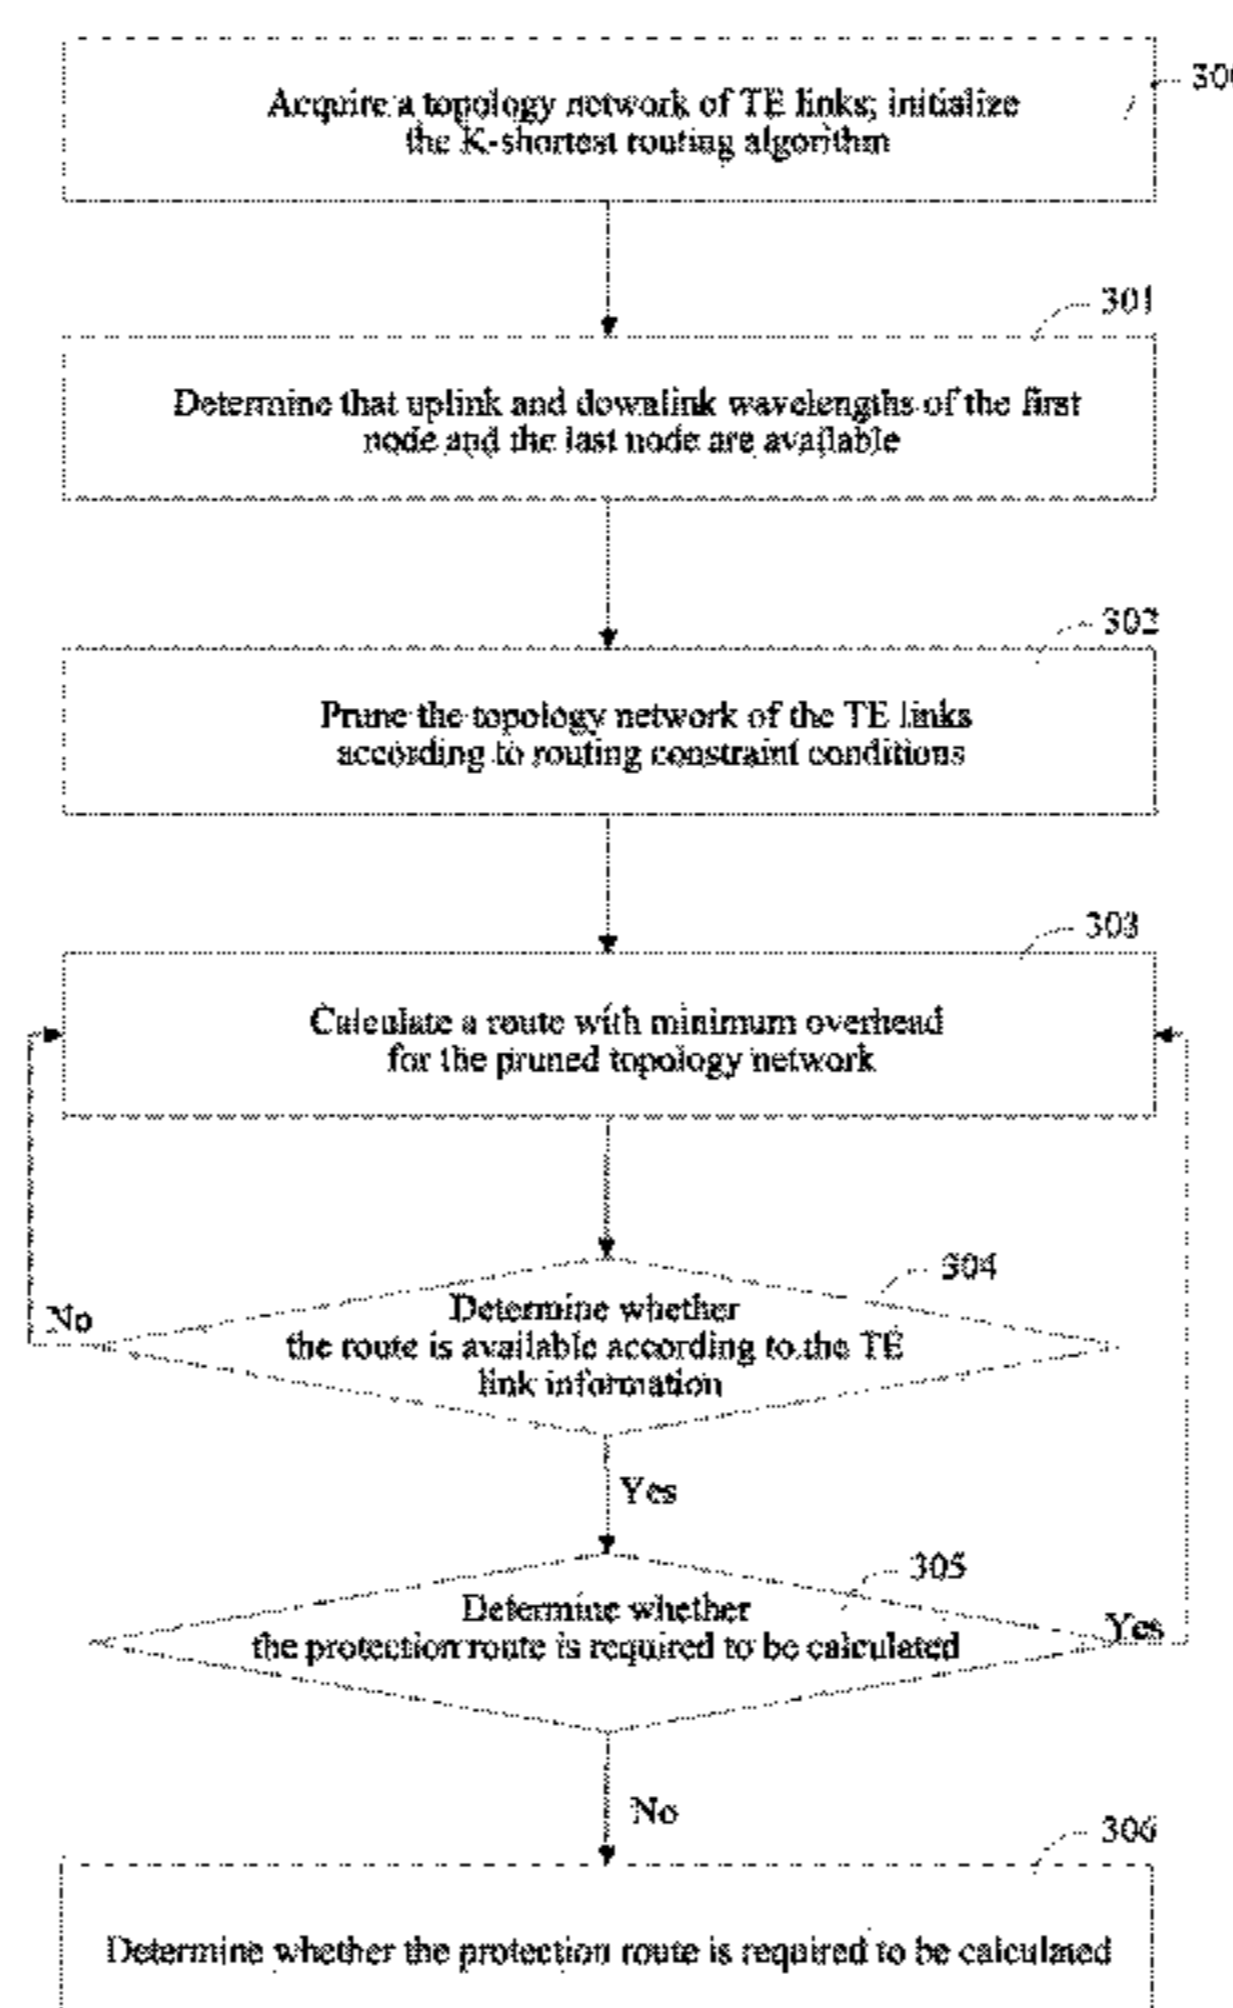 300
Acquire a topology network of TE links; initialize
the K-shortest routing algorithm
301
Determine that uplink and downlink wavelengths of the first
node and the last node are available
302
Prune the topology network of the TE links
according to routing constraint conditions
303
Calculate a route with minimum overhead
for the pruned topology network
304
No
Determine whether
the route is available according to the TE
link information
Yes
305
Determine whether
the protection route is required to be calculated
Yes
No
306
Determine whether the protection route is required to be calculated